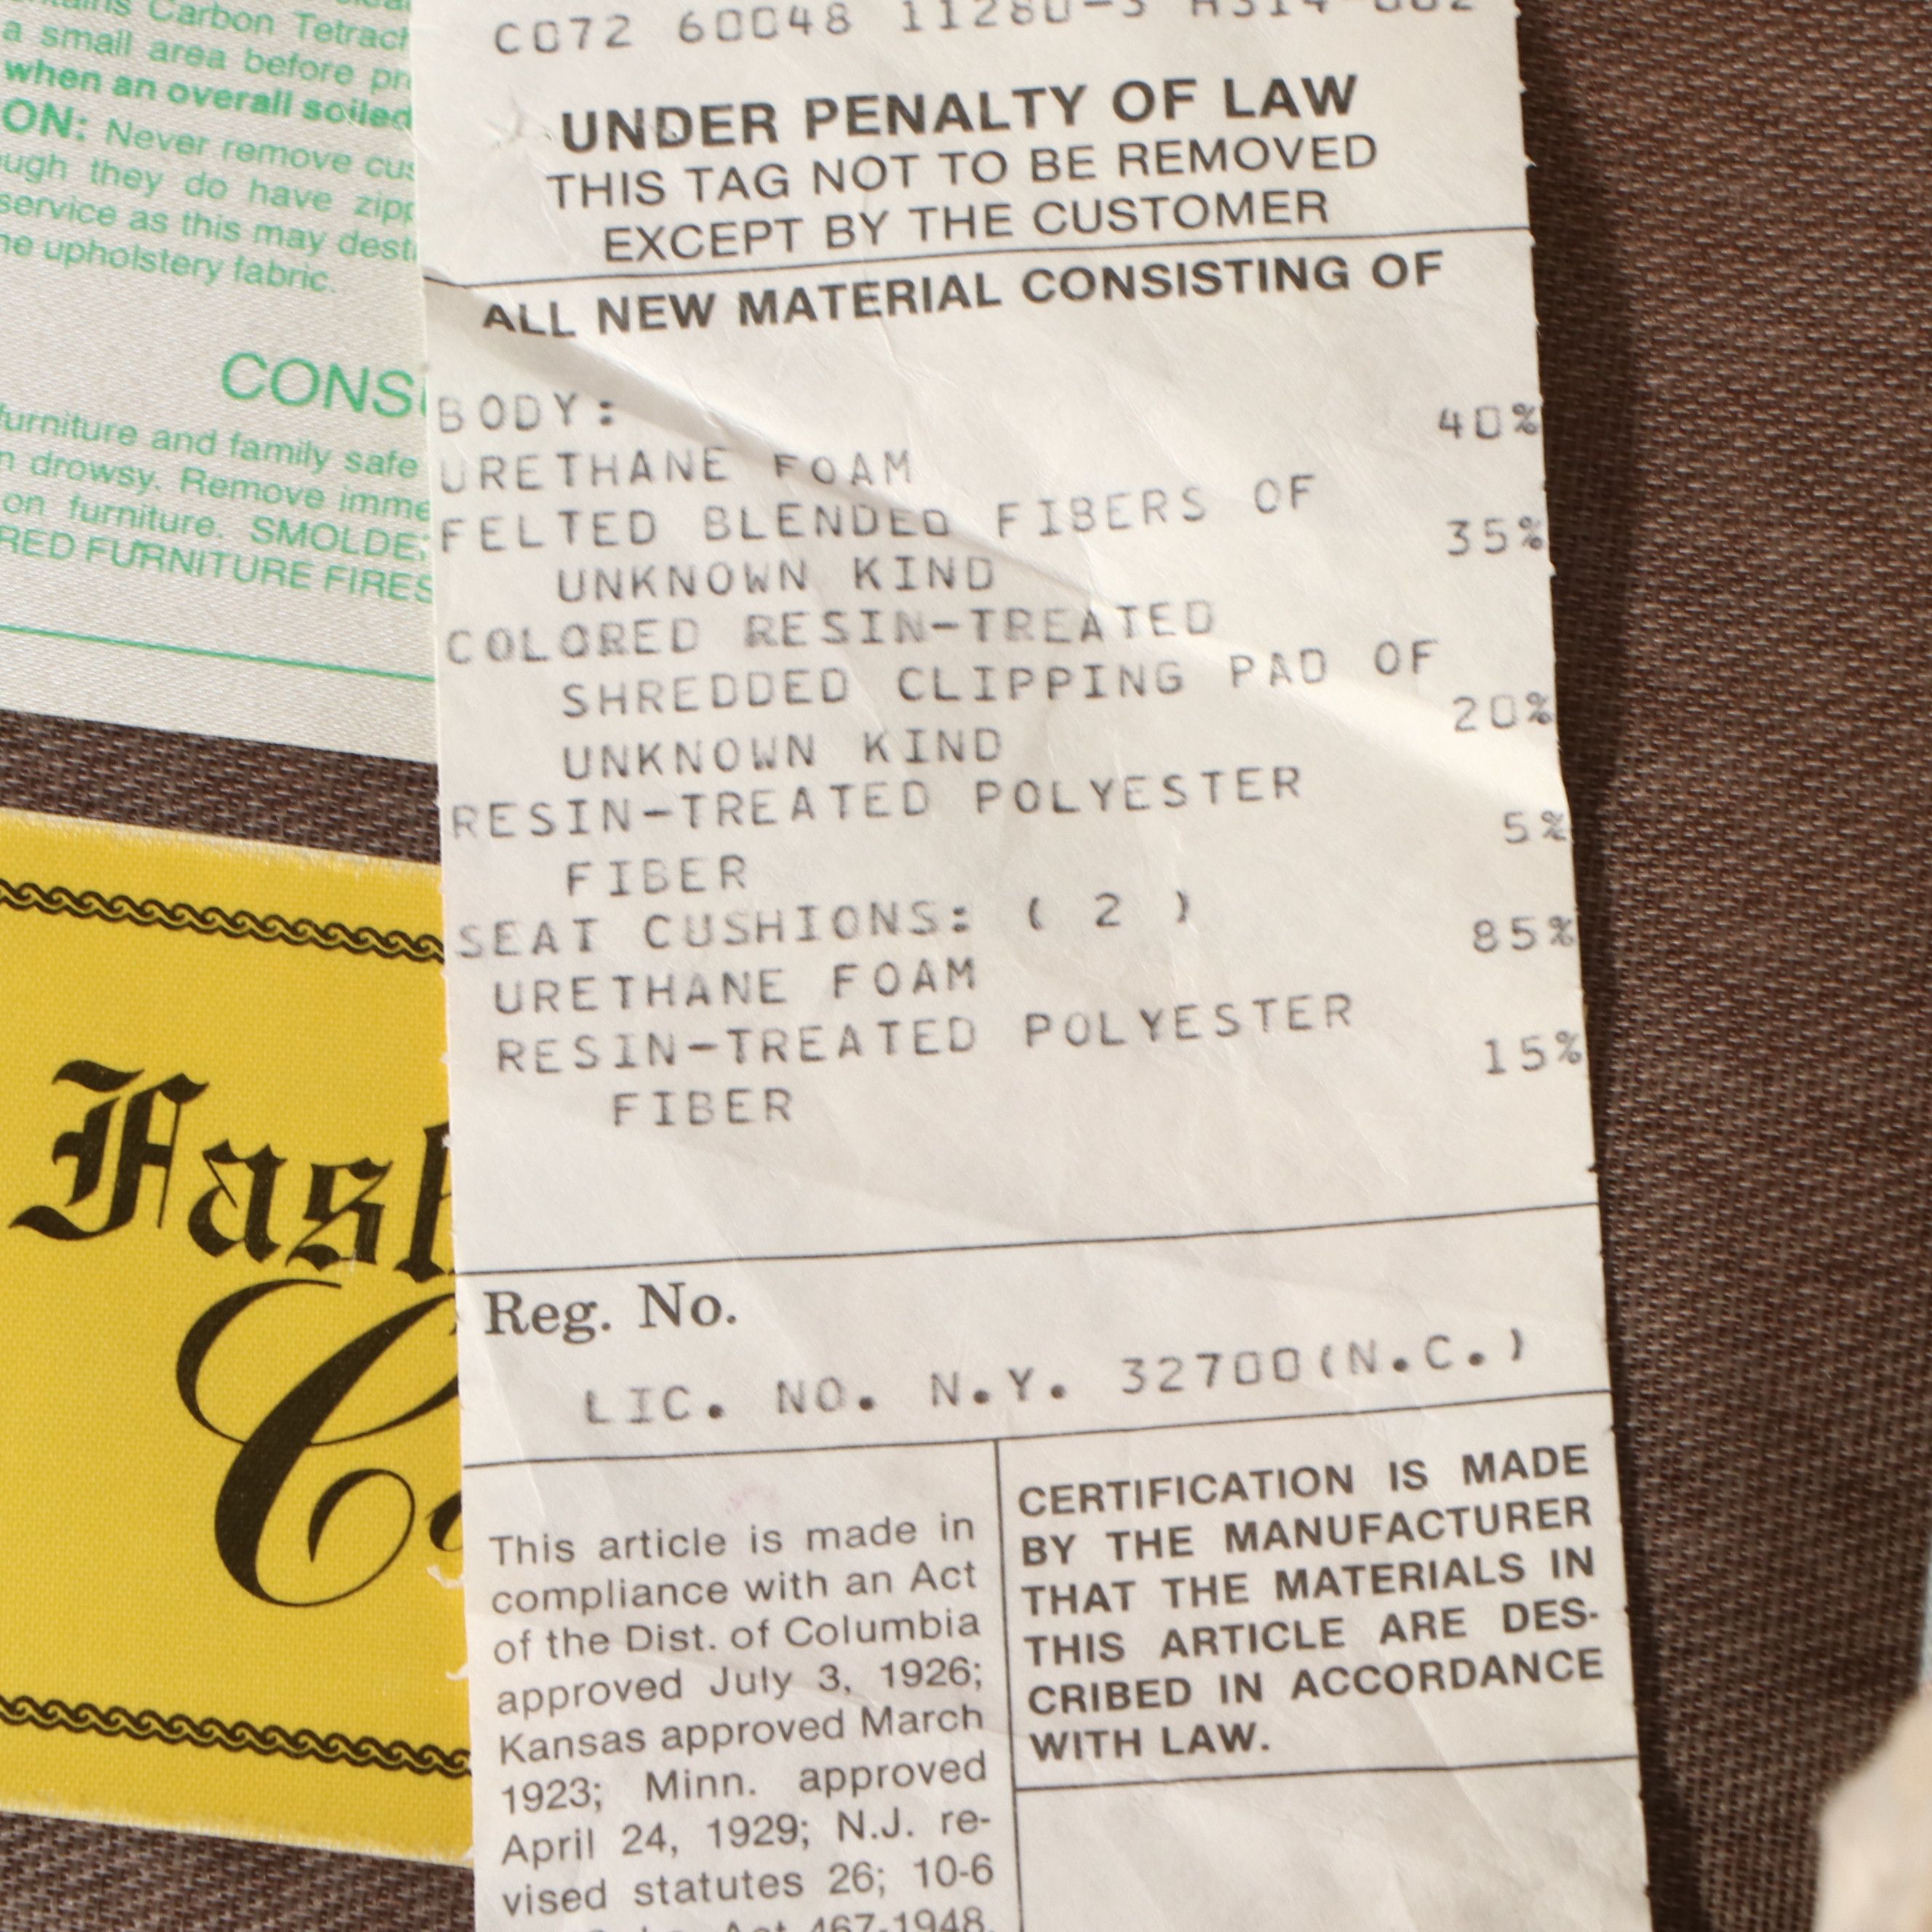 Carbon Tetrach
a small area before
when an overall soiled
ON: Never remove
ough they do have
service as this may
he upholstery fabric.
CONS
furniture and family safe
n drowsy. Remove
on furniture. SMOLDE
RED FURNITURE FIRES
Fas
C
C072 60048 11280-3
UNDER PENALTY OF LAW
THIS TAG NOT TO BE REMOVED
EXCEPT BY THE CUSTOMER
ALL NEW MATERIAL CONSISTING OF
BODY:
URETHANE FOAM 40%
FELTED BLENDED FIBERS OF
UNKNOWN KIND 35%
COLORED RESIN-TREATED
SHREDDED CLIPPING PAD OF
UNKNOWN KIND 20%
RESIN-TREATED POLYESTER
FIBER 5%
SEAT CUSHIONS: ( 2 )
URETHANE FOAM 85%
RESIN-TREATED POLYESTER
FIBER 15%
Reg. No.
LIC. NO. N.Y. 32700(N.C.)
This article is made in
compliance with an Act
of the Dist. of Columbia
approved July 3, 1926;
Kansas approved March
1923; Minn. approved
April 24, 1929; N.J. re-
vised statutes 26; 10-6
Act 467-1948.
CERTIFICATION IS MADE
BY THE MANUFACTURER
THAT THE MATERIALS IN
THIS ARTICLE ARE DES-
CRIBED IN ACCORDANCE
WITH LAW.